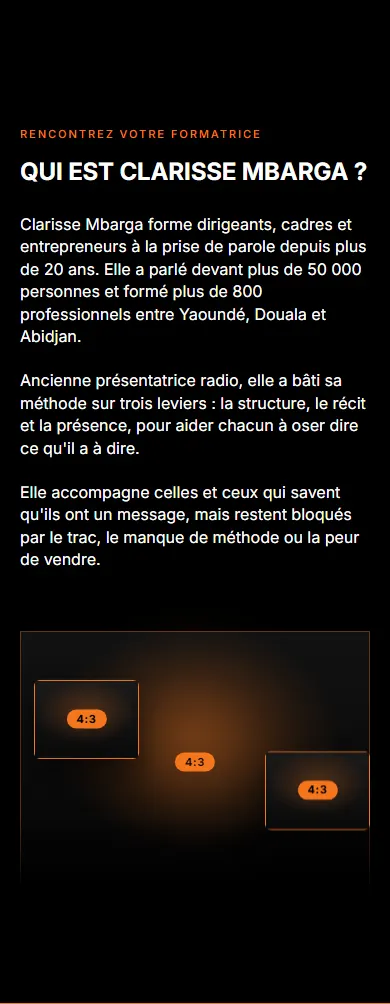 RENCONTREZ VOTRE FORMATRICE
QUI EST CLARISSE MBARGA ?
Clarisse Mbarga forme dirigeants, cadres et
entrepreneurs à la prise de parole depuis plus
de 20 ans. Elle a parlé devant plus de 50 000
personnes et formé plus de 800
professionnels entre Yaoundé, Douala et
Abidjan.
Ancienne présentatrice radio, elle a bâti sa
méthode sur trois leviers : la structure, le récit
et la présence, pour aider chacun à oser dire
ce qu'il a à dire.
Elle accompagne celles et ceux qui savent
qu'ils ont un message, mais restent bloqués
par le trac, le manque de méthode ou la peur
de vendre.
4:3
4:3
4:3